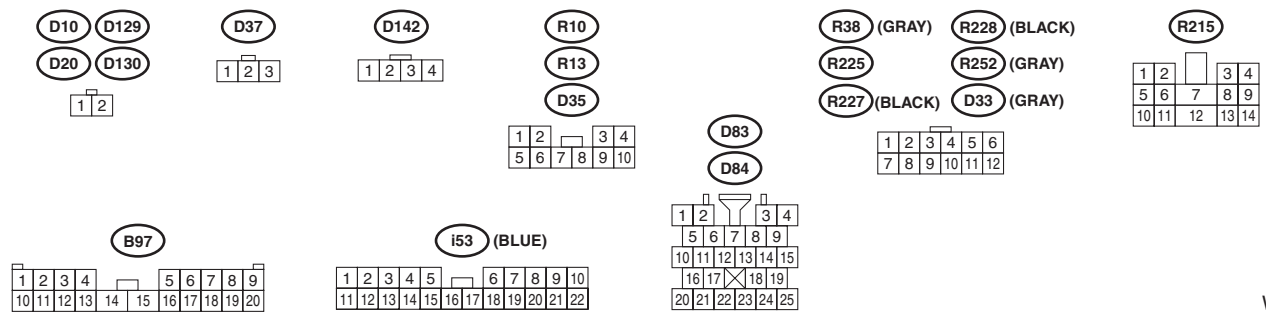 D10 D129 D37 D142 R10 R38 (GRAY) R228 (BLACK) R215
D20 D130 R13 R225 R252 (GRAY)
1 2 3
1 2 3 4
1 2
D35
R227 (BLACK) D33 (GRAY)
1 2 3 4
5 6 7 8 9
10 11 12 13 14
1 2 3 4
5 6 7 8 9 10
D83
D84
1 2 3 4 5 6
7 8 9 10 11 12
B97
1 2 3 4 5 6 7 8 9
10 11 12 13 14 15 16 17 18 19 20
i53 (BLUE)
1 2 3 4 5 6 7 8 9 10
11 12 13 14 15 16 17 18 19 20 21 22
1 2 3 4
5 6 7 8 9
10 11 12 13 14 15
16 17 18 19
20 21 22 23 24 25